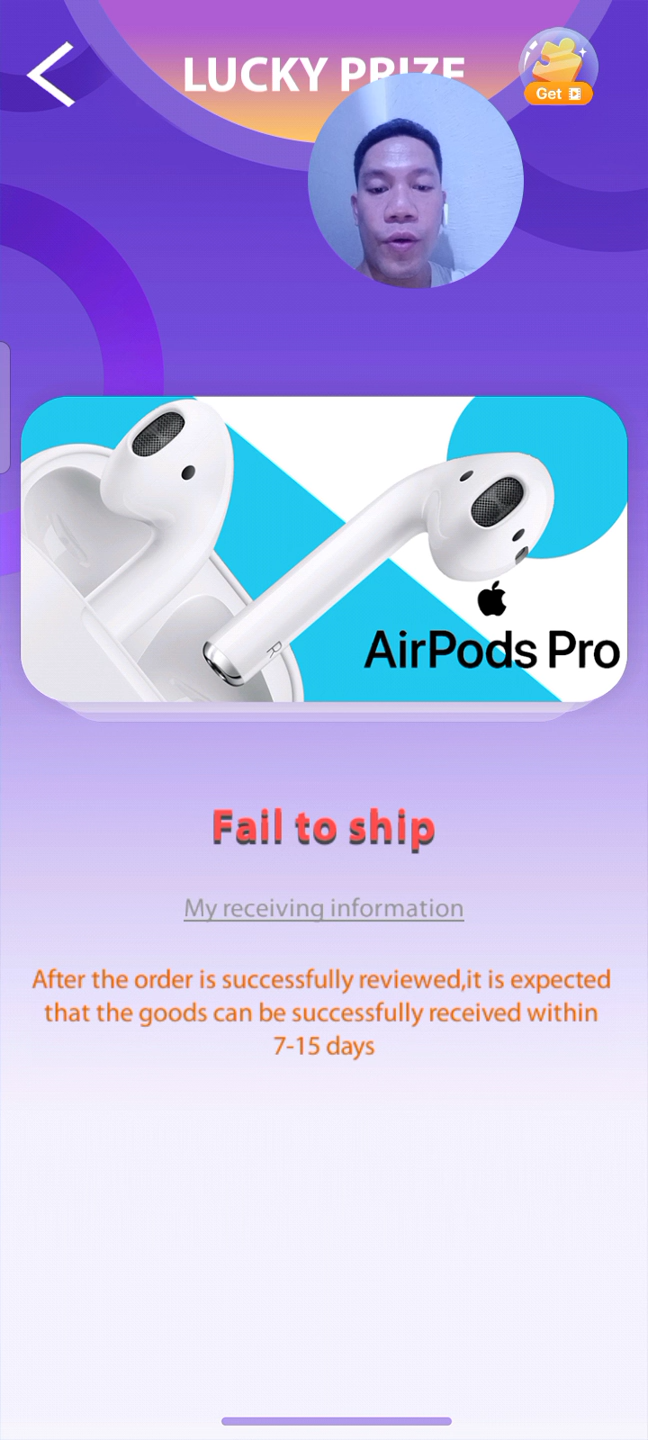 LUCKY PRIZE
Get
R
AirPods Pro
Fail to ship
My receiving information
After the order is successfully reviewed,it is expected
that the goods can be successfully received within
7-15 days